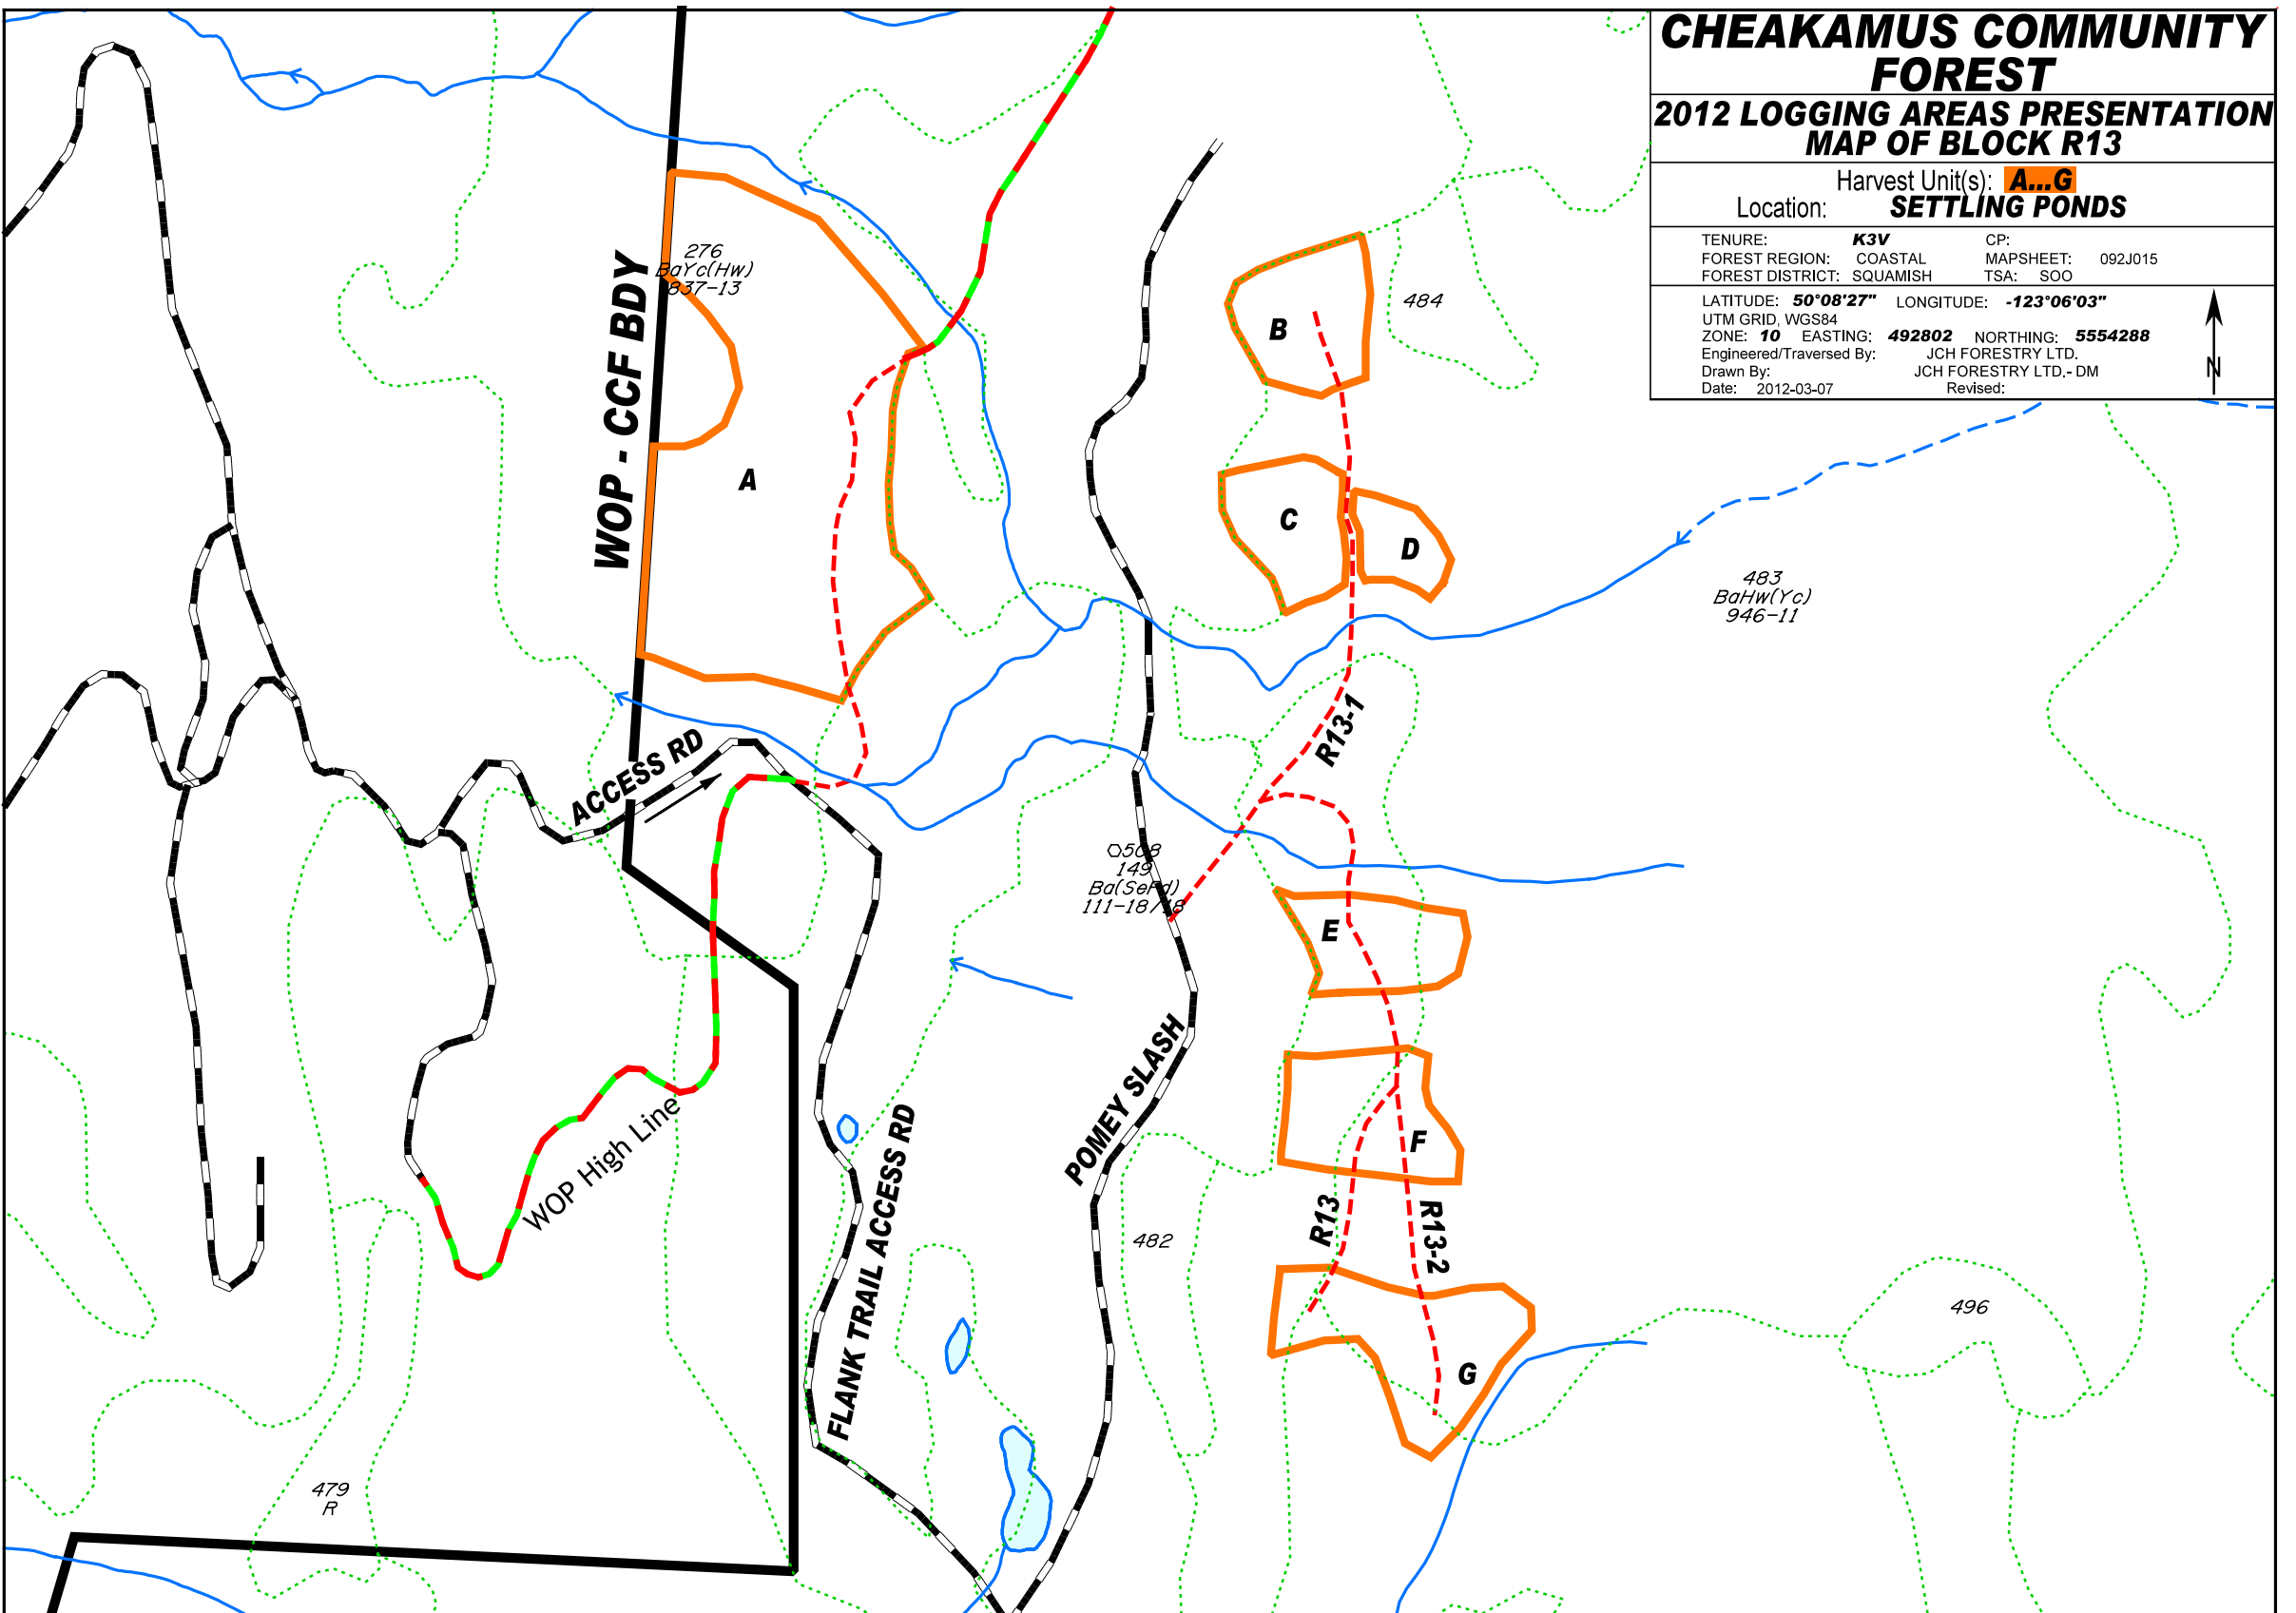 CHEAKAMUS COMMUNITY
FOREST
2012 LOGGING AREAS PRESENTATION
MAP OF BLOCK R13
Harvest Unit(s): A...G
Location: SETTLING PONDS
TENURE: K3V CP:
FOREST REGION: COASTAL MAPSHEET: 092J015
FOREST DISTRICT: SQUAMISH TSA: SOO
LATITUDE: 50°08'27" LONGITUDE: -123°06'03"
UTM GRID, WGS84
ZONE: 10 EASTING: 492802 NORTHING: 5554288
Engineered/Traversed By: JCH FORESTRY LTD.
Drawn By: JCH FORESTRY LTD.- DM
Date: 2012-03-07 Revised:
N
WOP - CCF BDY
276
BaYc(Hw)
837-13
A
B
484
C
D
483
BaHw(Yc)
946-11
R13-1
ACCESS RD
508
149
Ba(SeFd)
111-18/18
E
POMEY SLASH
WOP High Line
FLANK TRAIL ACCESS RD
F
R13
R13-2
482
G
496
479
R